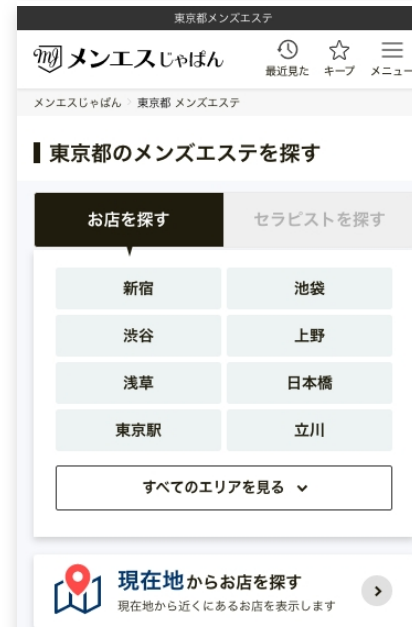 東京都メンズエステ
mj メンエスじゃぱん
最近見た キープ メニュー
メンエスじゃぱん 〉 東京都 メンズエステ
東京都のメンズエステを探す
お店を探す セラピストを探す
新宿 池袋
渋谷 上野
浅草 日本橋
東京駅 立川
すべてのエリアを見る
現在地からお店を探す
現在地から近くにあるお店を表示します